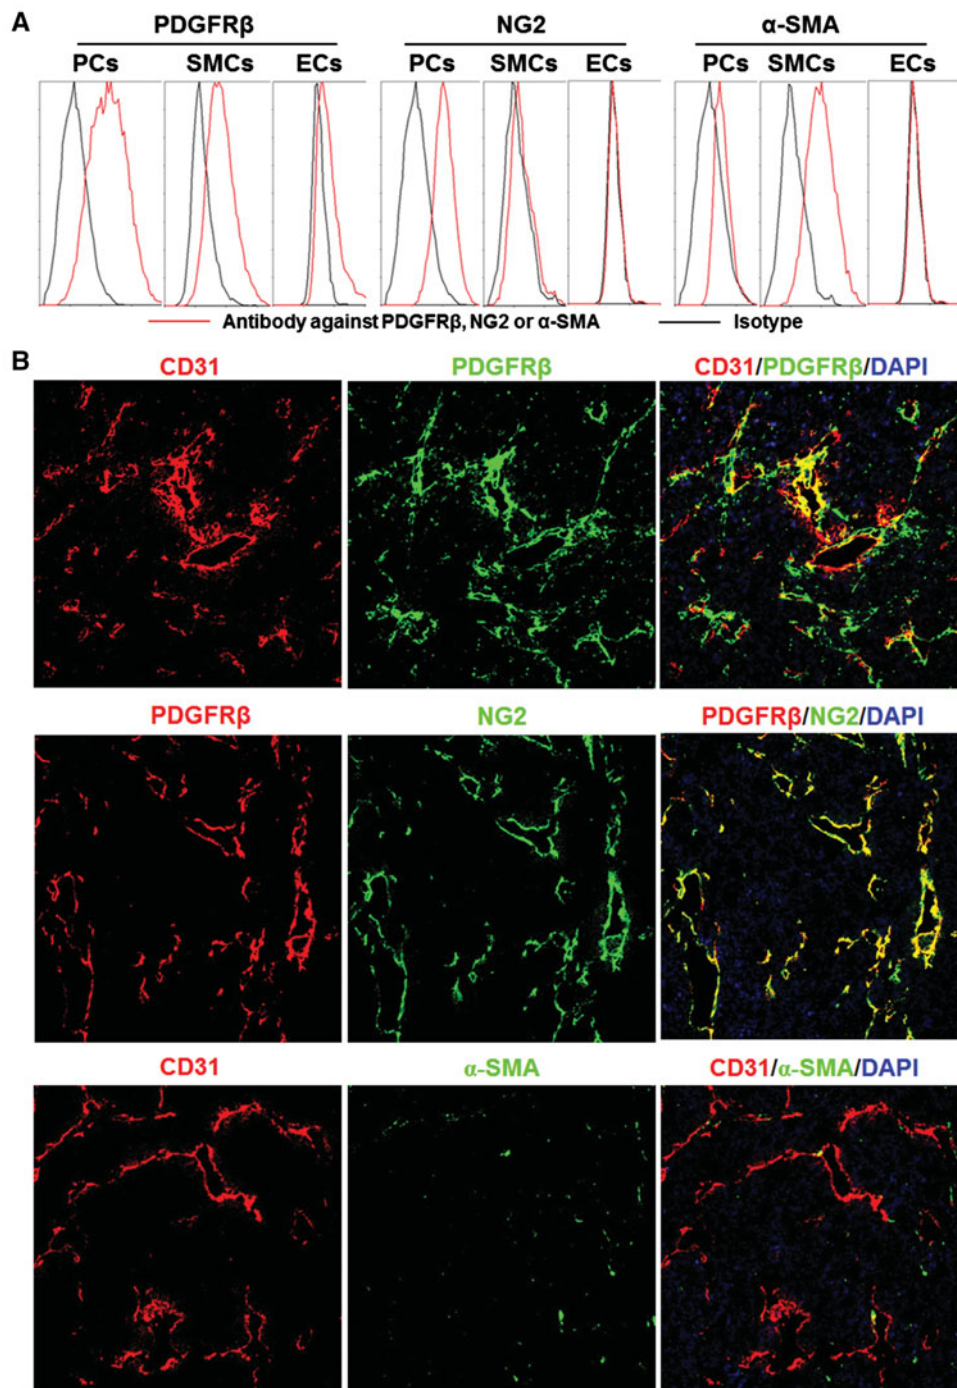 A
PDGFRβ NG2 α-SMA
PCs SMCs ECs PCs SMCs ECs PCs SMCs ECs
Antibody against PDGFRβ, NG2 or α-SMA Isotype
B
CD31 PDGFRβ CD31/PDGFRβ/DAPI
PDGFRβ NG2 PDGFRβ/NG2/DAPI
CD31 α-SMA CD31/α-SMA/DAPI